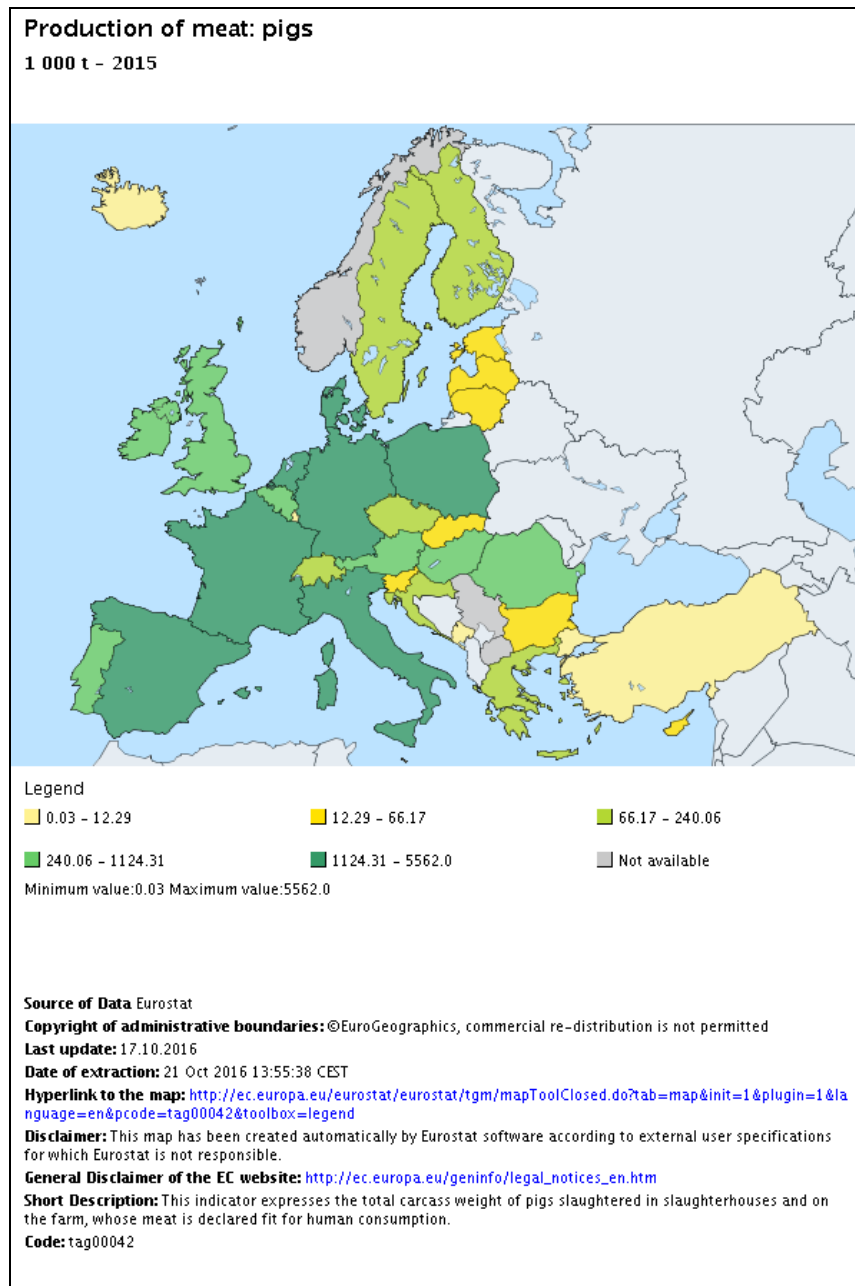 Production of meat: pigs
1 000 t - 2015
Legend
0.03 - 12.29
12.29 - 66.17
66.17 - 240.06
240.06 - 1124.31
1124.31 - 5562.0
Not available
Minimum value:0.03 Maximum value:5562.0
Source of Data Eurostat
Copyright of administrative boundaries: ©EuroGeographics, commercial re-distribution is not permitted
Last update: 17.10.2016
Date of extraction: 21 Oct 2016 13:55:38 CEST
Hyperlink to the map: http://ec.europa.eu/eurostat/eurostat/tgm/mapToolClosed.do?tab=map&init=1&plugin=1&la
nguage=en&pcode=tag00042&toolbox=legend
Disclaimer: This map has been created automatically by Eurostat software according to external user specifications
for which Eurostat is not responsible.
General Disclaimer of the EC website: http://ec.europa.eu/geninfo/legal_notices_en.htm
Short Description: This indicator expresses the total carcass weight of pigs slaughtered in slaughterhouses and on
the farm, whose meat is declared fit for human consumption.
Code: tag00042